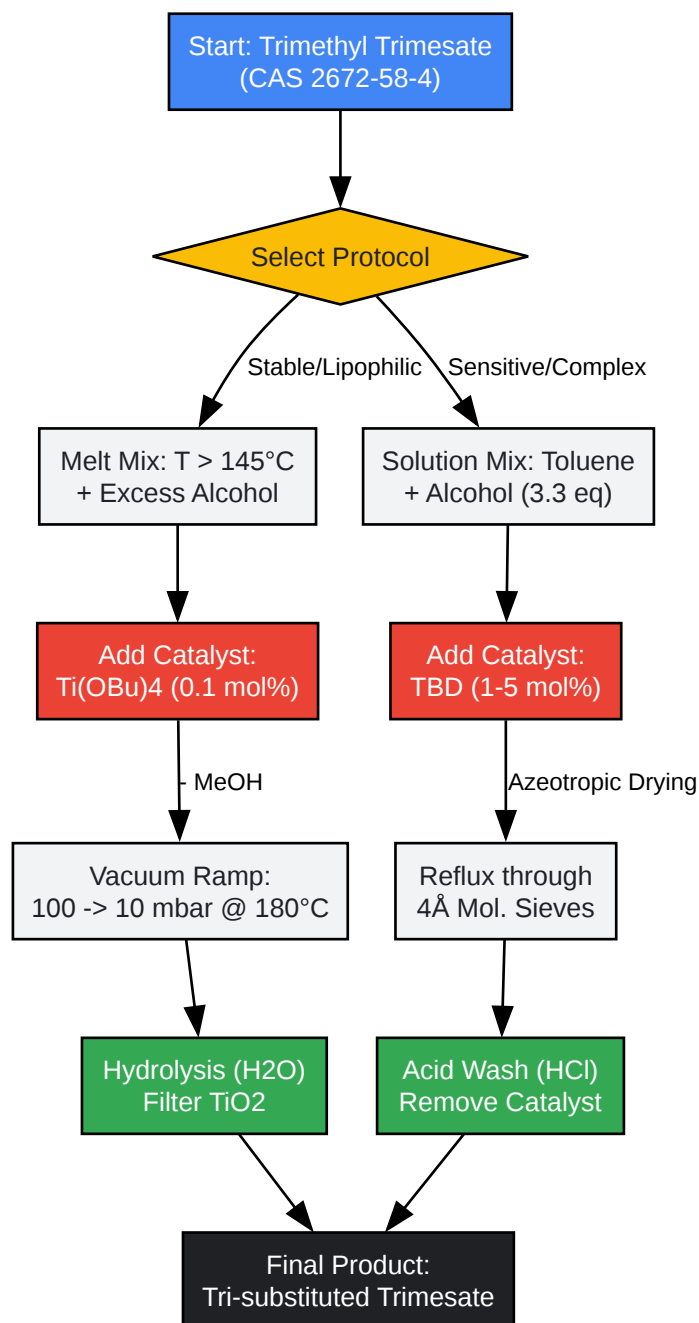 Start: Trimethyl Trimesate
(CAS 2672-58-4)
Select Protocol
Stable/Lipophilic
Sensitive/Complex
Melt Mix: T > 145°C
+ Excess Alcohol
Solution Mix: Toluene
+ Alcohol (3.3 eq)
Add Catalyst:
Ti(OBu)4 (0.1 mol%)
Add Catalyst:
TBD (1-5 mol%)
- MeOH
Azeotropic Drying
Vacuum Ramp:
100 -> 10 mbar @ 180°C
Reflux through
4Å Mol. Sieves
Hydrolysis (H2O)
Filter TiO2
Acid Wash (HCl)
Remove Catalyst
Final Product:
Tri-substituted Trimesate